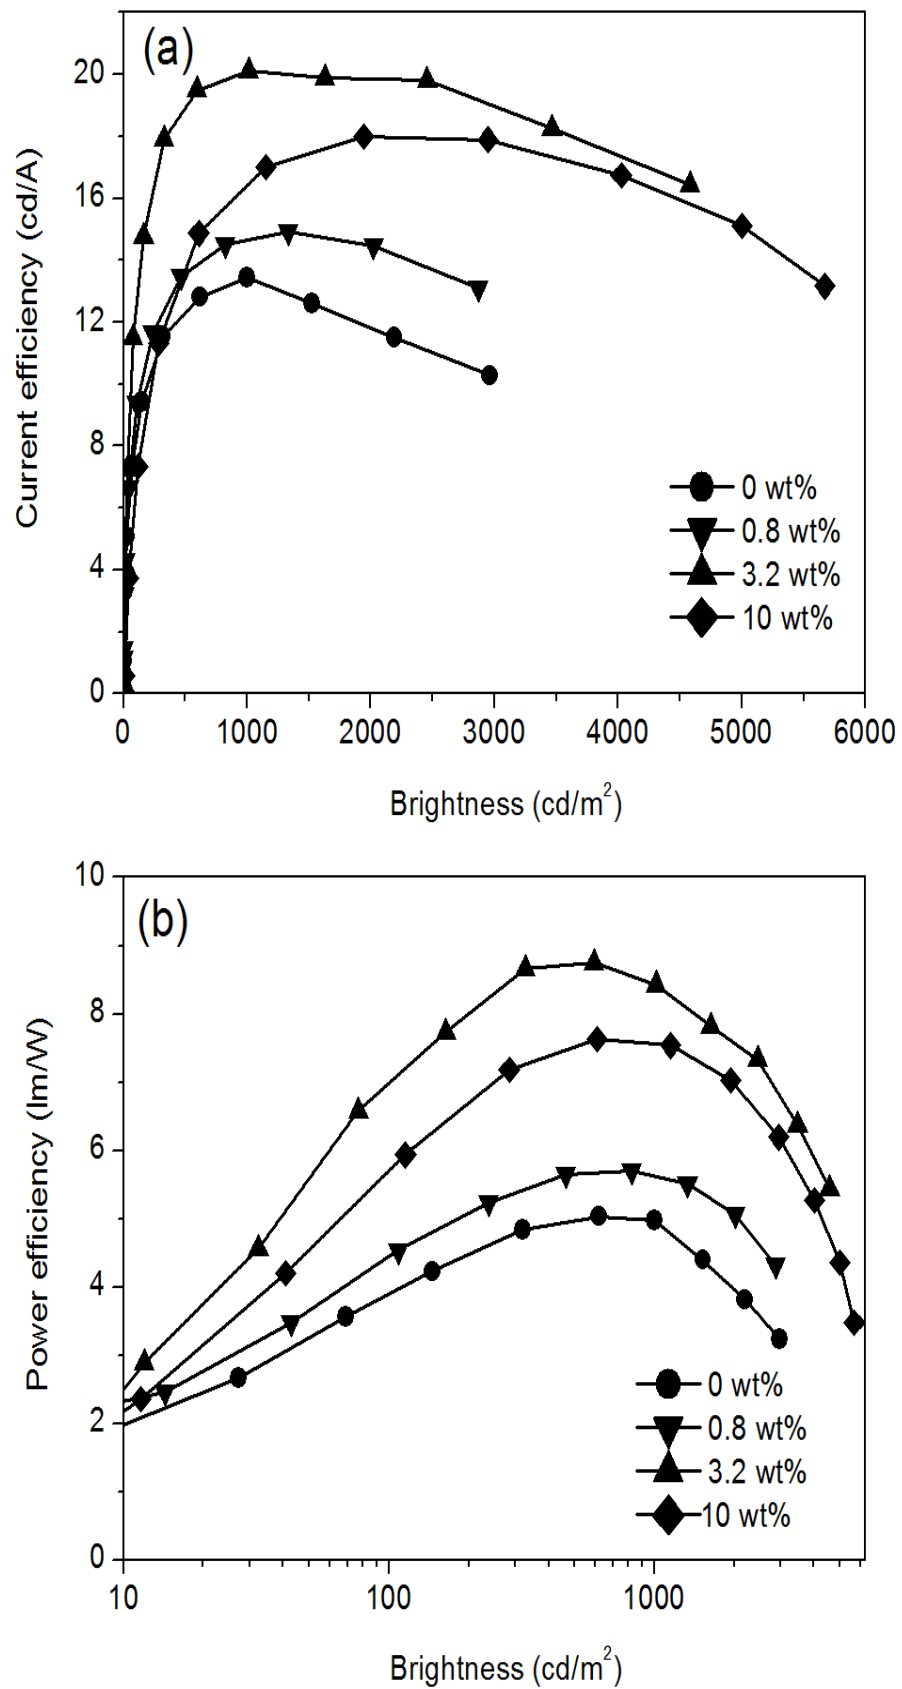 (a)
Current efficiency (cd/A)
20
16
12
8
4
0
0 wt%
0.8 wt%
3.2 wt%
10 wt%
0 1000 2000 3000 4000 5000 6000
Brightness (cd/m²)
(b)
Power efficiency (lm/W)
10
8
6
4
2
0
0 wt%
0.8 wt%
3.2 wt%
10 wt%
10 100 1000
Brightness (cd/m²)